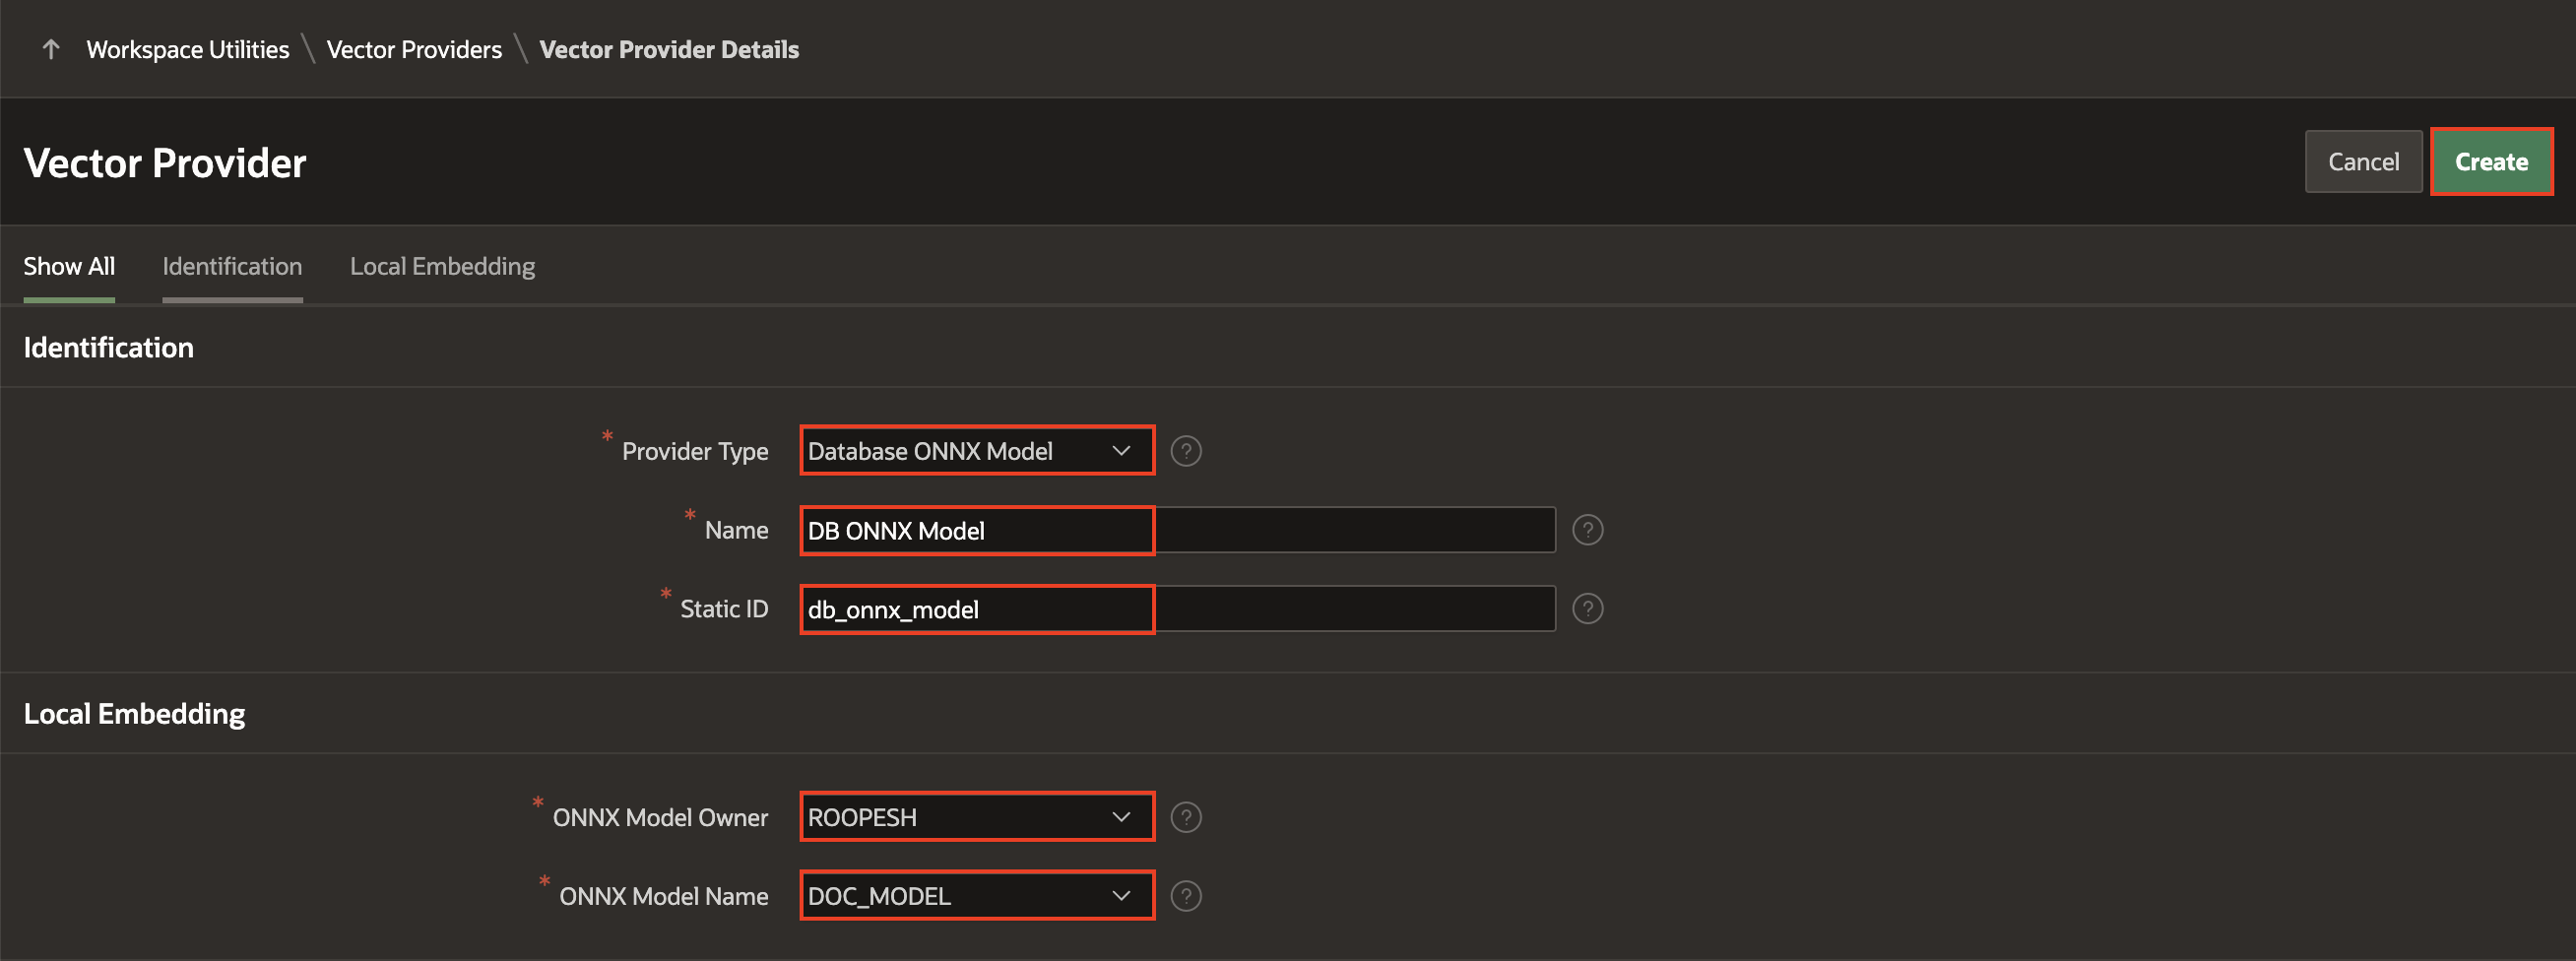 Workspace Utilities \ Vector Providers \ Vector Provider Details
Vector Provider
Cancel
Create
Show All
Identification
Local Embedding
Identification
* Provider Type
Database ONNX Model
?
* Name
DB ONNX Model
?
* Static ID
db_onnx_model
?
Local Embedding
* ONNX Model Owner
ROOPESH
?
* ONNX Model Name
DOC_MODEL
?